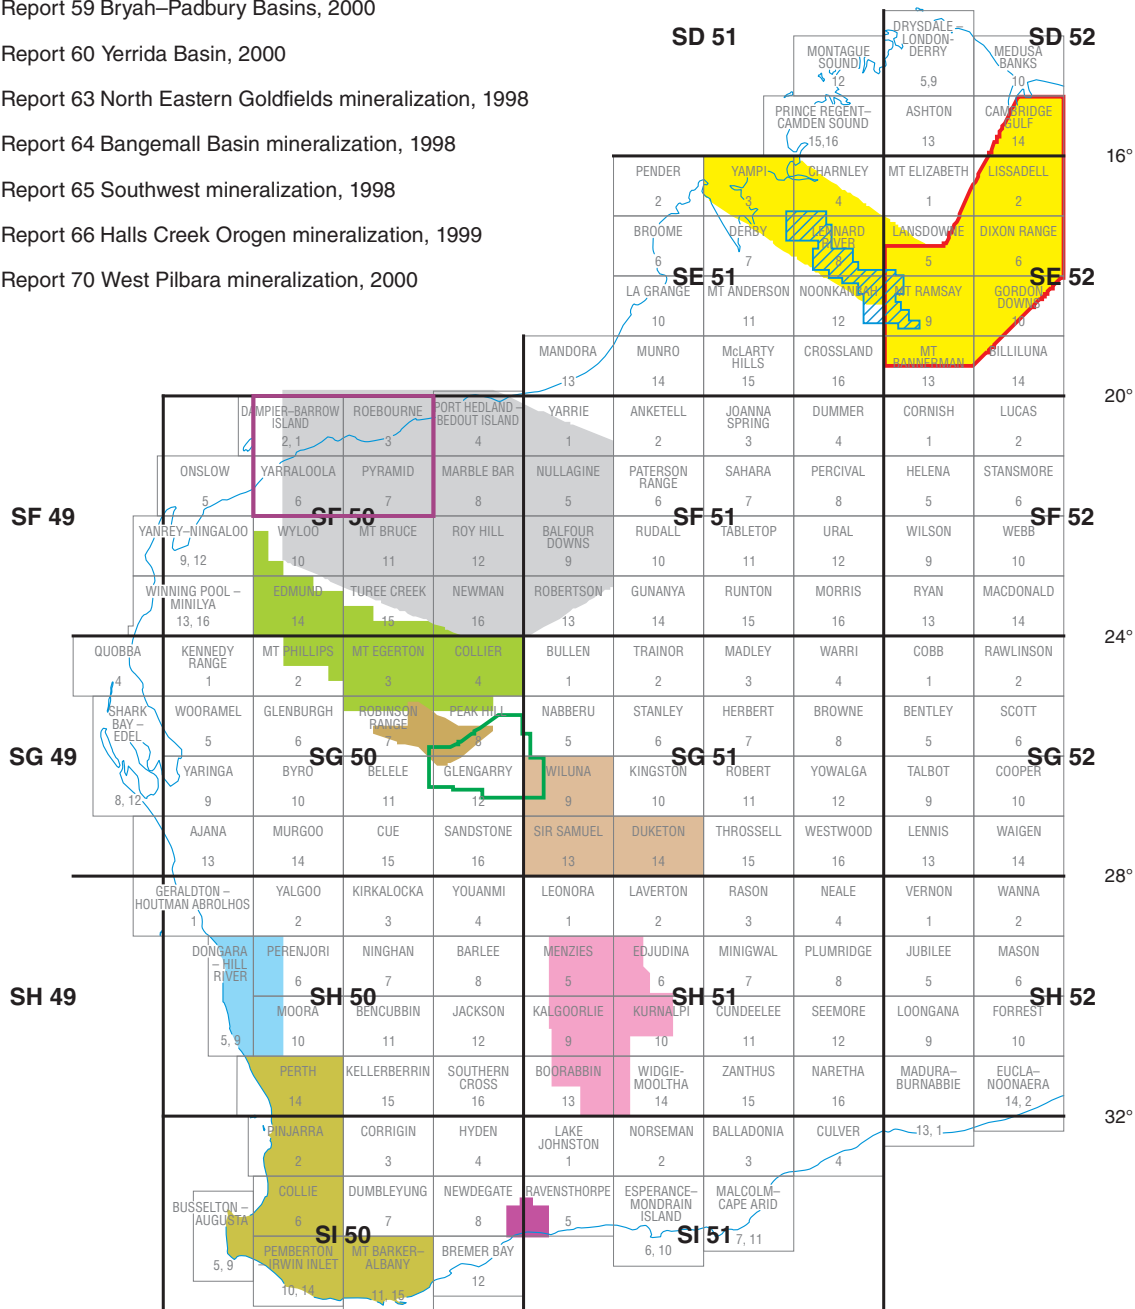 Report 59 Bryah–Padbury Basins, 2000
Report 60 Yerrida Basin, 2000
Report 63 North Eastern Goldfields mineralization, 1998
Report 64 Bangemall Basin mineralization, 1998
Report 65 Southwest mineralization, 1998
Report 66 Halls Creek Orogen mineralization, 1999
Report 70 West Pilbara mineralization, 2000
SD 51
SD 52
DRYSDALE –
LONDON-
DERRY
5,9
MONTAGUE
SOUND
12
MEDUSA
BANKS
10
PRINCE REGENT–
CAMDEN SOUND
15,16
ASHTON
13
CAMBRIDGE
GULF
14
16°
PENDER
2
YAMPI
3
CHARNLEY
4
MT ELIZABETH
1
LISSADELL
2
BROOME
6
DERBY
7
LENNARD
RIVER
8
LANSDOWNE
5
DIXON RANGE
6
SE 51
SE 52
LA GRANGE
10
MT ANDERSON
11
NOONKANBAH
12
MT RAMSAY
9
GORDON
DOWNS
10
MANDORA
13
MUNRO
14
McLARTY
HILLS
15
CROSSLAND
16
MT
BANNERMAN
13
BILLILUNA
14
20°
DAMPIER–BARROW
ISLAND
2, 1
ROEBOURNE
3
PORT HEDLAND –
BEDOUT ISLAND
4
YARRIE
1
ANKETELL
2
JOANNA
SPRING
3
DUMMER
4
CORNISH
1
LUCAS
2
ONSLOW
5
YARRALOOLA
6
PYRAMID
7
MARBLE BAR
8
NULLAGINE
5
PATERSON
RANGE
6
SAHARA
7
PERCIVAL
8
HELENA
5
STANSMORE
6
SF 49
SF 50
SF 51
SF 52
YANREY–NINGALOO
9, 12
WYLOO
10
MT BRUCE
11
ROY HILL
12
BALFOUR
DOWNS
9
RUDALL
10
TABLETOP
11
URAL
12
WILSON
9
WEBB
10
WINNING POOL –
MINILYA
13, 16
EDMUND
14
TUREE CREEK
15
NEWMAN
16
ROBERTSON
13
GUNANYA
14
RUNTON
15
MORRIS
16
RYAN
13
MACDONALD
14
24°
QUOBBA
4
KENNEDY
RANGE
1
MT PHILLIPS
2
MT EGERTON
3
COLLIER
4
BULLEN
1
TRAINOR
2
MADLEY
3
WARRI
4
COBB
1
RAWLINSON
2
SHARK
BAY –
EDEL
8, 12
WOORAMEL
5
GLENBURGH
6
ROBINSON
RANGE
7
PEAK HILL
8
NABBERU
5
STANLEY
6
HERBERT
7
BROWNE
8
BENTLEY
5
SCOTT
6
SG 49
SG 50
SG 51
SG 52
YARINGA
9
BYRO
10
BELELE
11
GLENGARRY
12
WILUNA
9
KINGSTON
10
ROBERT
11
YOWALGA
12
TALBOT
9
COOPER
10
AJANA
13
MURGOO
14
CUE
15
SANDSTONE
16
SIR SAMUEL
13
DUKETON
14
THROSSELL
15
WESTWOOD
16
LENNIS
13
WAIGEN
14
28°
GERALDTON –
HOUTMAN ABROLHOS
1
YALGOO
2
KIRKALOCKA
3
YOUANMI
4
LEONORA
1
LAVERTON
2
RASON
3
NEALE
4
VERNON
1
WANNA
2
DONGARA
– HILL
RIVER
5, 9
PERENJORI
6
NINGHAN
7
BARLEE
8
MENZIES
5
EDJUDINA
6
MINIGWAL
7
PLUMRIDGE
8
JUBILEE
5
MASON
6
SH 49
SH 50
SH 51
SH 52
MOORA
10
BENCUBBIN
11
JACKSON
12
KALGOORLIE
9
KURNALPI
10
CUNDEELEE
11
SEEMORE
12
LOONGANA
9
FORREST
10
PERTH
14
KELLERBERRIN
15
SOUTHERN
CROSS
16
BOORABBIN
13
WIDGIE-
MOOLTHA
14
ZANTHUS
15
NARETHA
16
MADURA–
BURNABBIE
13, 1
EUCLA–
NOONAERA
14, 2
32°
PINJARRA
2
CORRIGIN
3
HYDEN
4
LAKE
JOHNSTON
1
NORSEMAN
2
BALLADONIA
3
CULVER
4
BUSSELTON –
AUGUSTA
5, 9
COLLIE
6
DUMBLEYUNG
7
NEWDEGATE
8
RAVENSTHORPE
5
ESPERANCE–
MONDRAIN
ISLAND
6, 10
MALCOLM–
CAPE ARID
7, 11
SI 50
SI 51
PEMBERTON
– IRWIN INLET
10, 14
MT BARKER–
ALBANY
11, 15
BREMER BAY
12